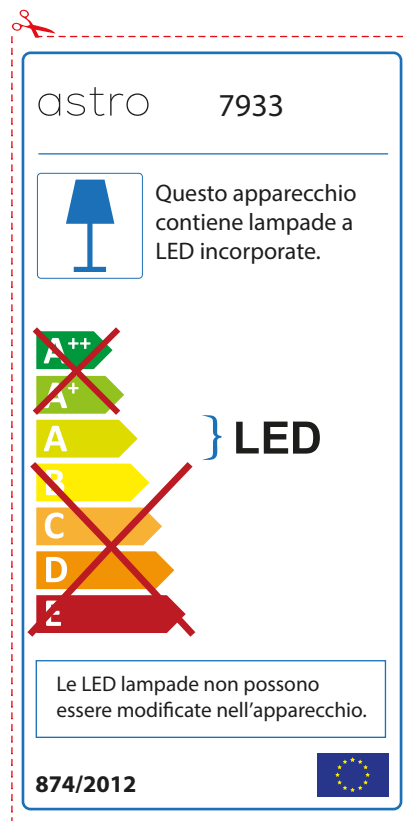 astro 7933
Questo apparecchio
contiene lampade a
LED incorporate.
A++
A+
A
} LED
B
C
D
E
Le LED lampade non possono
essere modificate nell'apparecchio.
874/2012